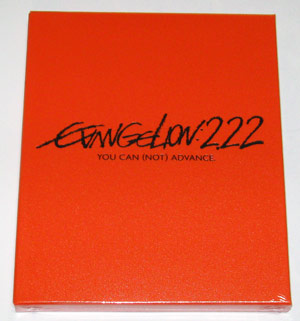 EVANGELION:2.22
YOU CAN (NOT) ADVANCE.